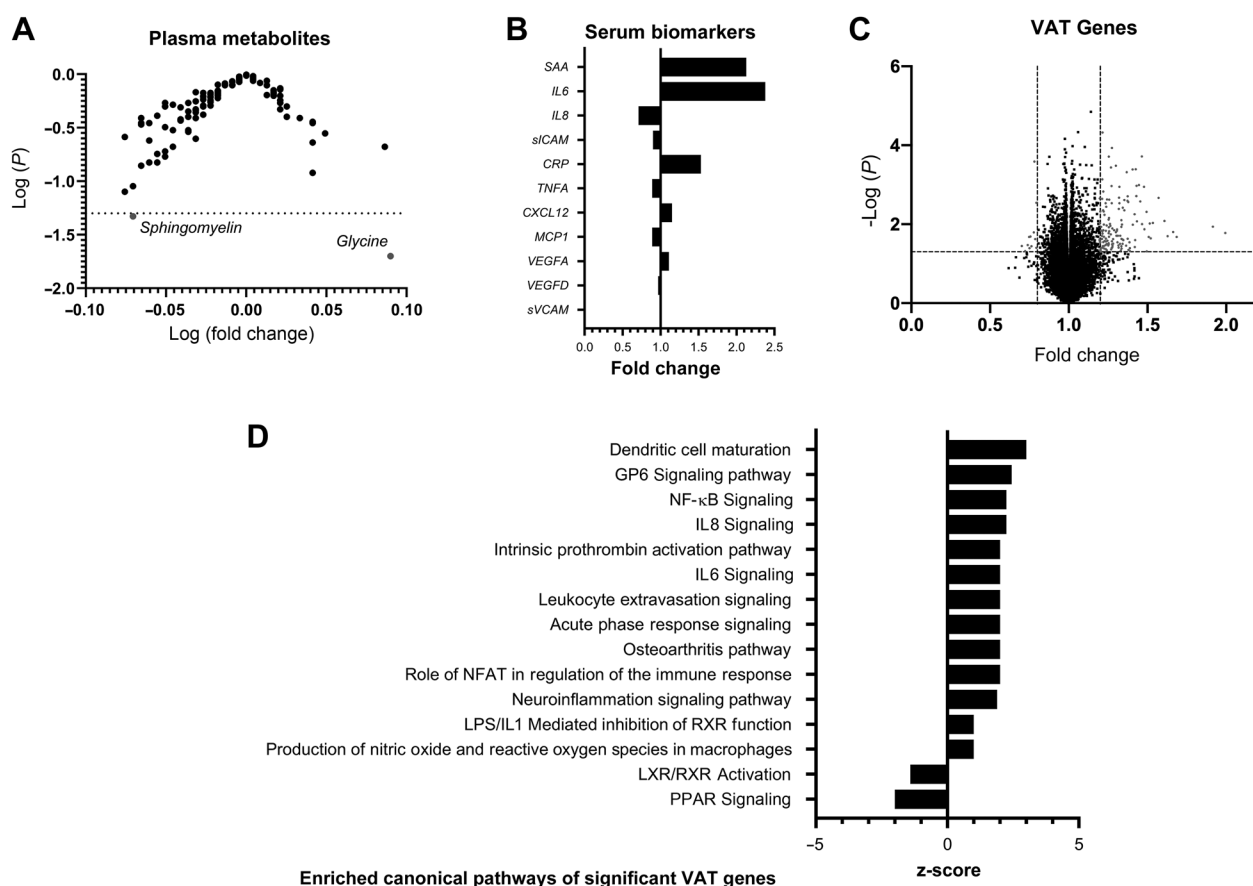 A
Plasma metabolites
Log (P)
0.0
−0.5
−1.0
−1.5
−2.0
Sphingomyelin
Glycine
−0.10
−0.05
0.00
0.05
0.10
Log (fold change)
B
Serum biomarkers
SAA
IL6
IL8
sICAM
CRP
TNFA
CXCL12
MCP1
VEGFA
VEGFD
sVCAM
0.0
0.5
1.0
1.5
2.0
2.5
Fold change
C
VAT Genes
-Log (P)
6
4
2
0
0.0
0.5
1.0
1.5
2.0
Fold change
D
Dendritic cell maturation
GP6 Signaling pathway
NF-κB Signaling
IL8 Signaling
Intrinsic prothrombin activation pathway
IL6 Signaling
Leukocyte extravasation signaling
Acute phase response signaling
Osteoarthritis pathway
Role of NFAT in regulation of the immune response
Neuroinflammation signaling pathway
LPS/IL1 Mediated inhibition of RXR function
Production of nitric oxide and reactive oxygen species in macrophages
LXR/RXR Activation
PPAR Signaling
−5
0
5
z-score
Enriched canonical pathways of significant VAT genes